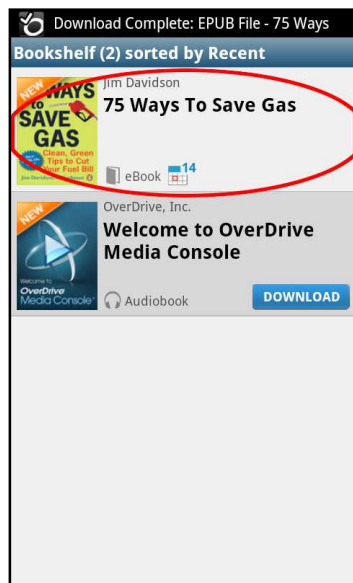 Download Complete: EPUB File - 75 Ways
Bookshelf (2) sorted by Recent
NEW
WAYS
to
SAVE
GAS
Clean, Green
Tips to Cut
Your Fuel Bill
Jim Davidson
75 Ways To Save Gas
eBook
14
NEW
Welcome to
OverDrive
Media Console
OverDrive, Inc.
Welcome to OverDrive
Media Console
Audiobook
DOWNLOAD